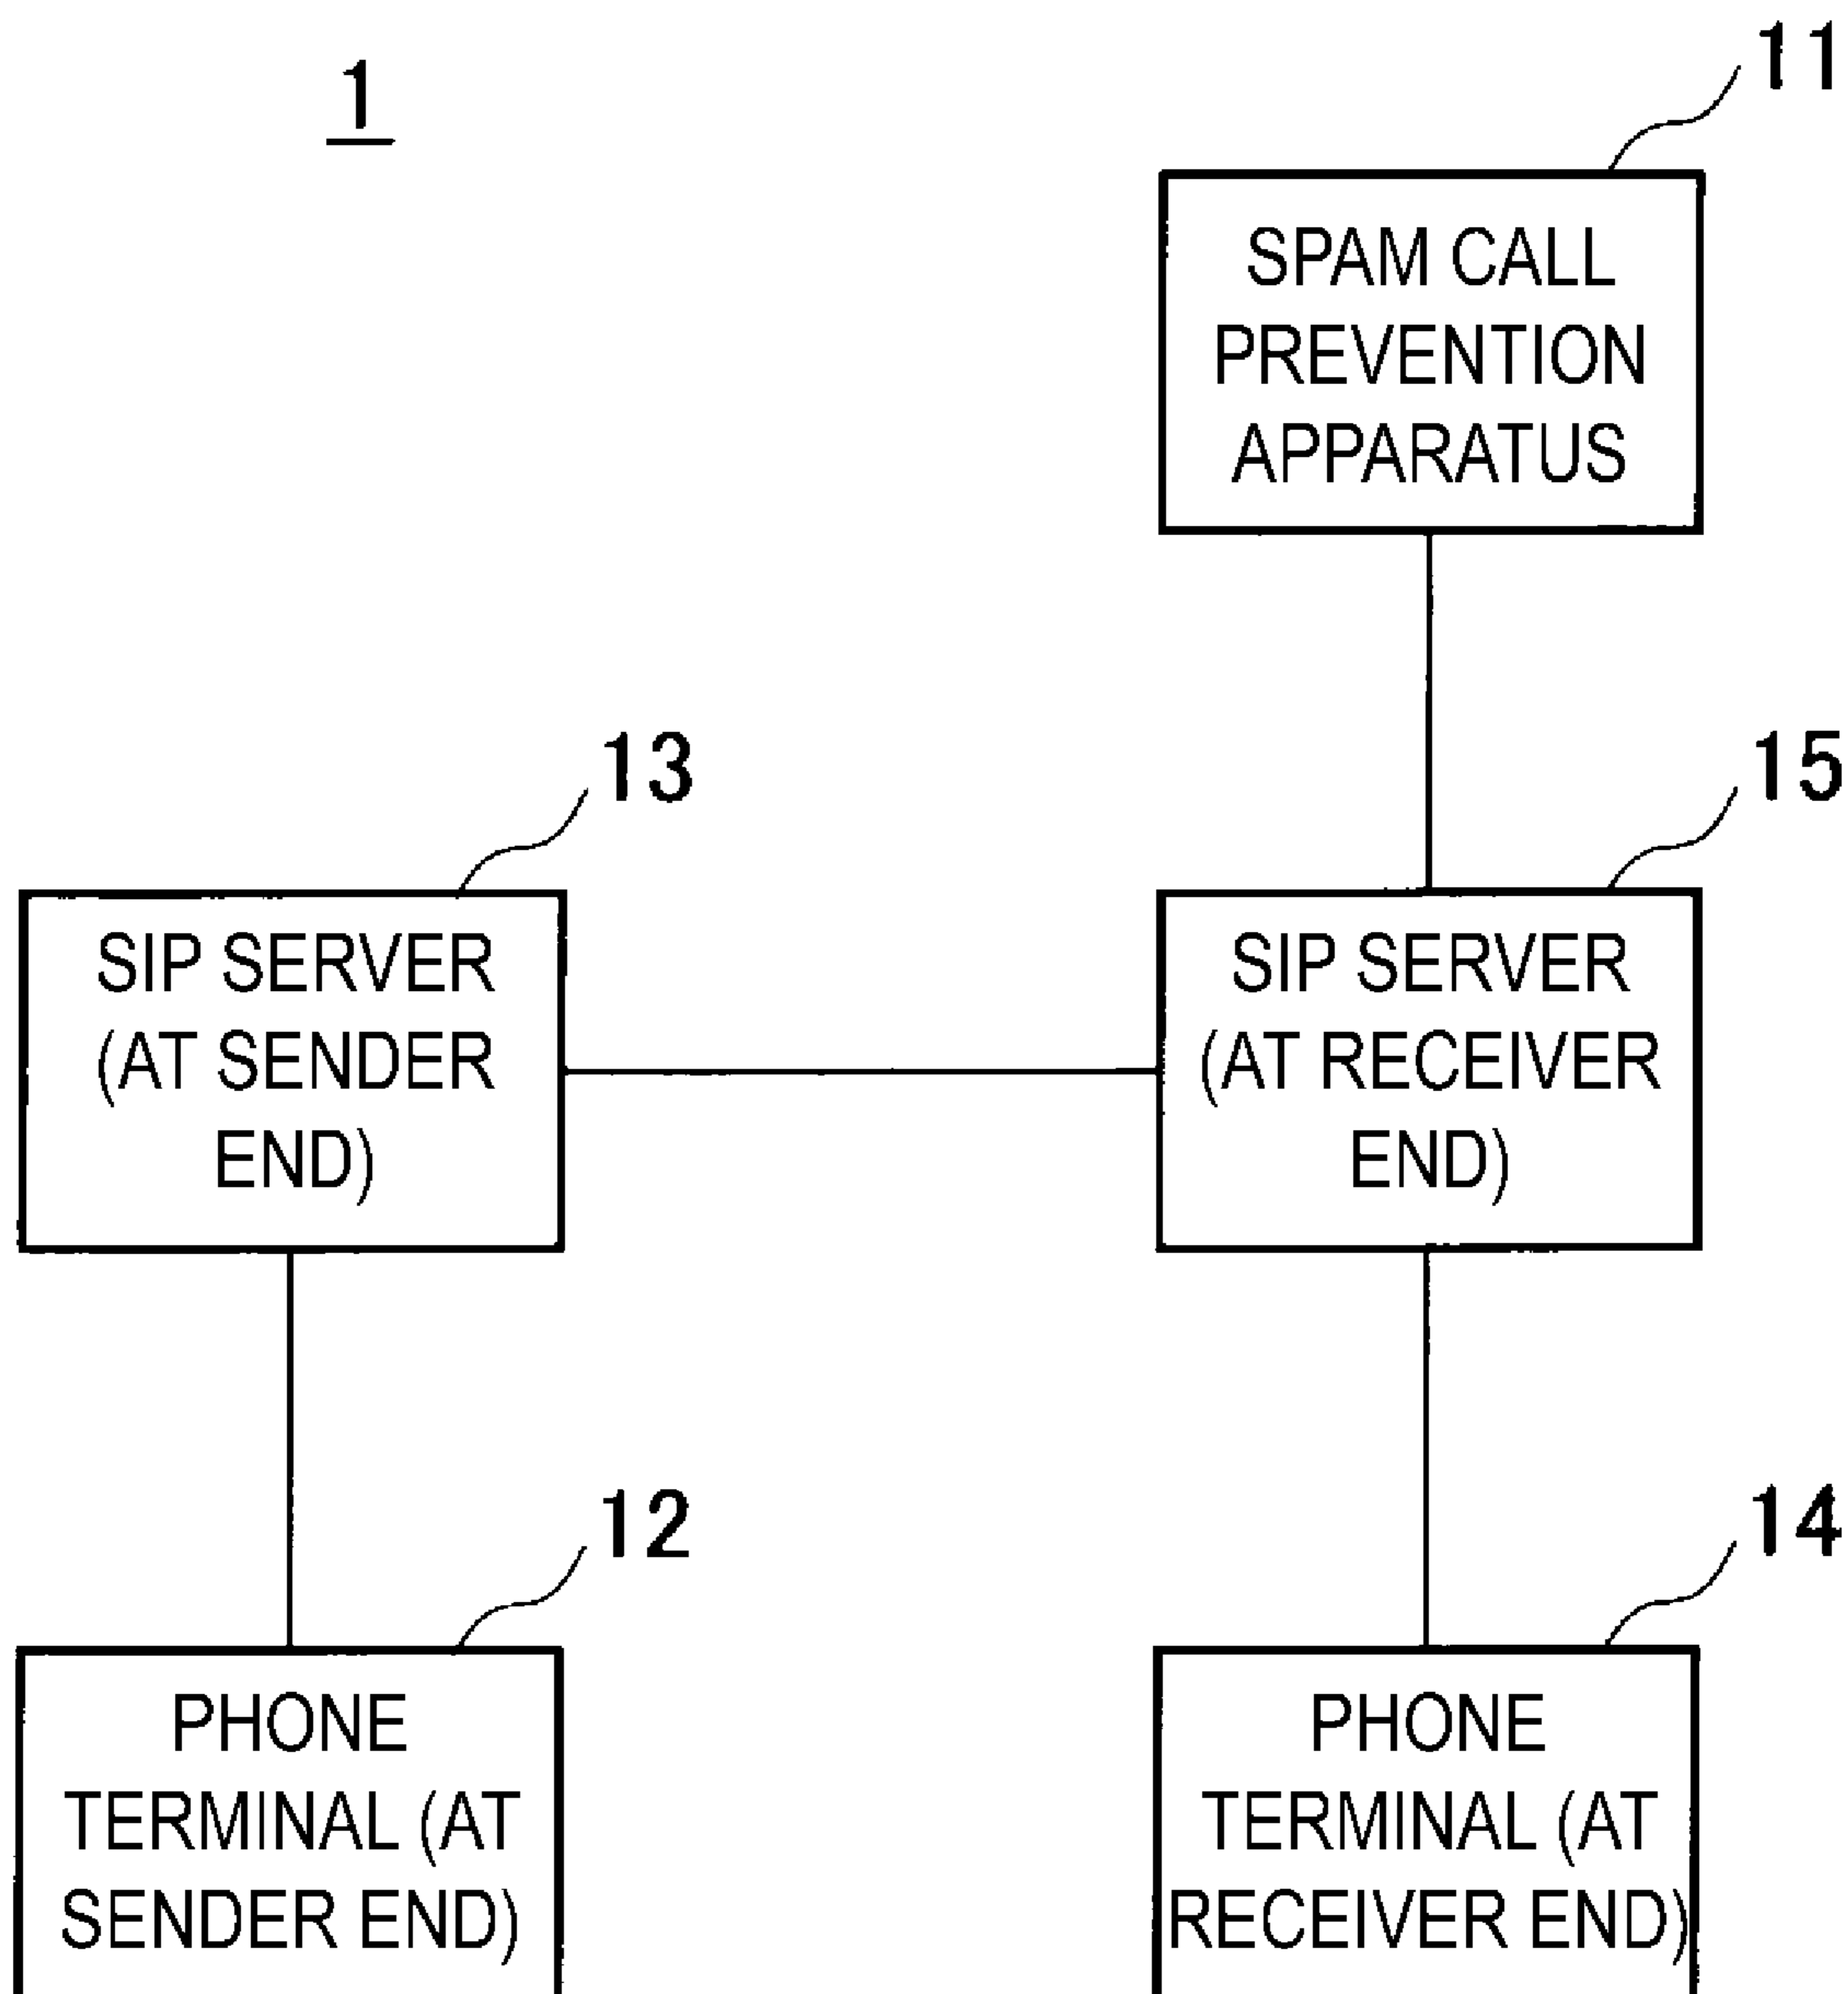 1
11
SPAM CALL
PREVENTION
APPARATUS
13
SIP SERVER
(AT SENDER
END)
15
SIP SERVER
(AT RECEIVER
END)
12
PHONE
TERMINAL (AT
SENDER END)
14
PHONE
TERMINAL (AT
RECEIVER END)